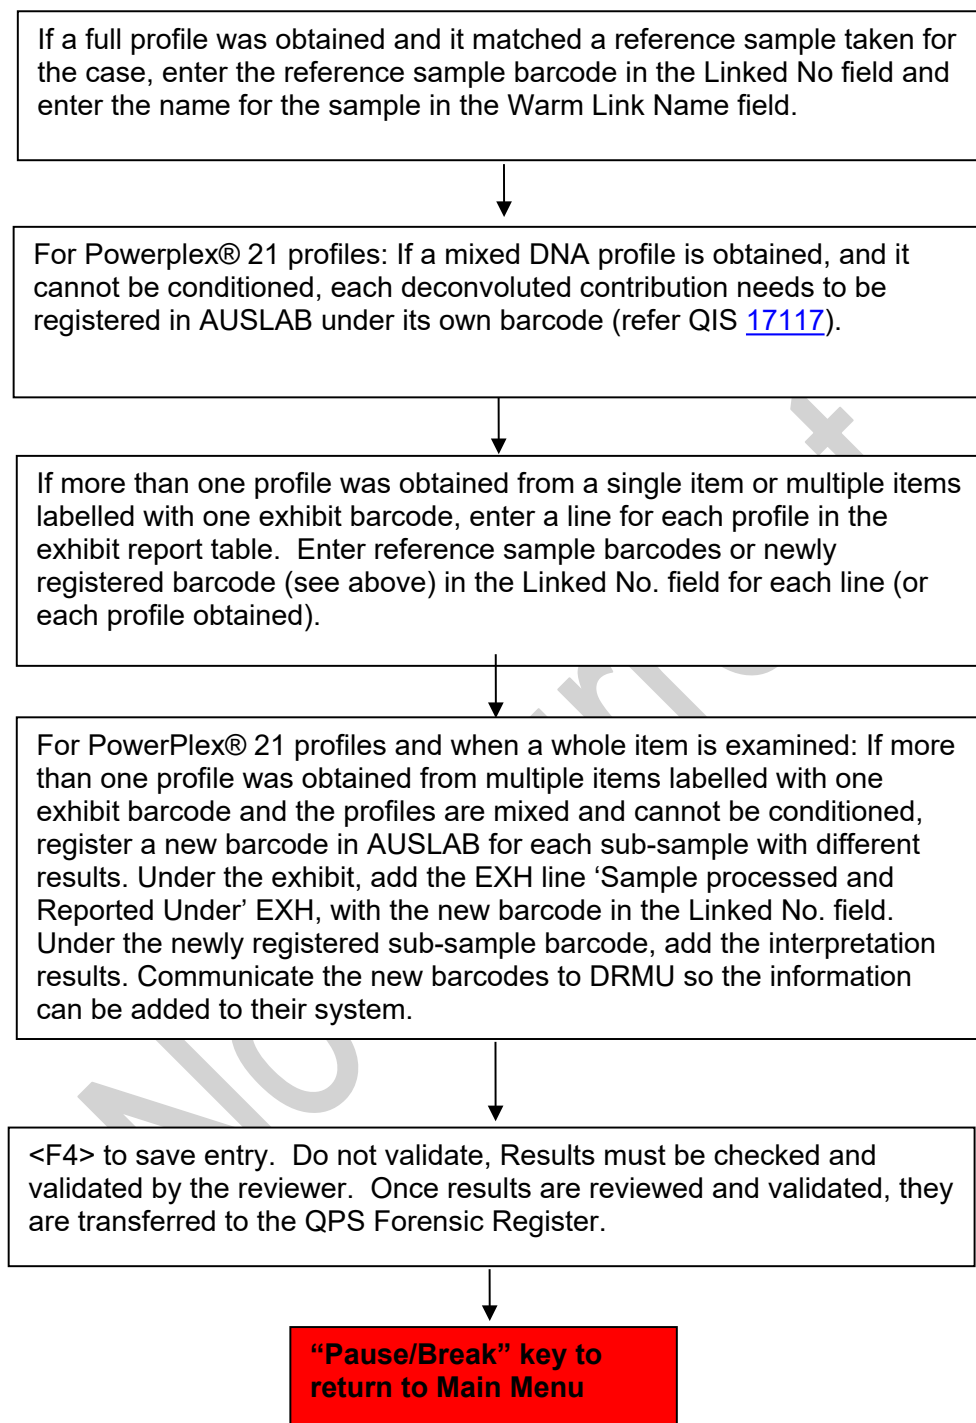 If a full profile was obtained and it matched a reference sample taken for
the case, enter the reference sample barcode in the Linked No field and
enter the name for the sample in the Warm Link Name field.
For Powerplex® 21 profiles: If a mixed DNA profile is obtained, and it
cannot be conditioned, each deconvoluted contribution needs to be
registered in AUSLAB under its own barcode (refer QIS 17117).
If more than one profile was obtained from a single item or multiple items
labelled with one exhibit barcode, enter a line for each profile in the
exhibit report table.  Enter reference sample barcodes or newly
registered barcode (see above) in the Linked No. field for each line (or
each profile obtained).
For PowerPlex® 21 profiles and when a whole item is examined: If more
than one profile was obtained from multiple items labelled with one
exhibit barcode and the profiles are mixed and cannot be conditioned,
register a new barcode in AUSLAB for each sub-sample with different
results. Under the exhibit, add the EXH line ‘Sample processed and
Reported Under’ EXH, with the new barcode in the Linked No. field.
Under the newly registered sub-sample barcode, add the interpretation
results. Communicate the new barcodes to DRMU so the information
can be added to their system.
<F4> to save entry.  Do not validate, Results must be checked and
validated by the reviewer.  Once results are reviewed and validated, they
are transferred to the QPS Forensic Register.
“Pause/Break” key to
return to Main Menu